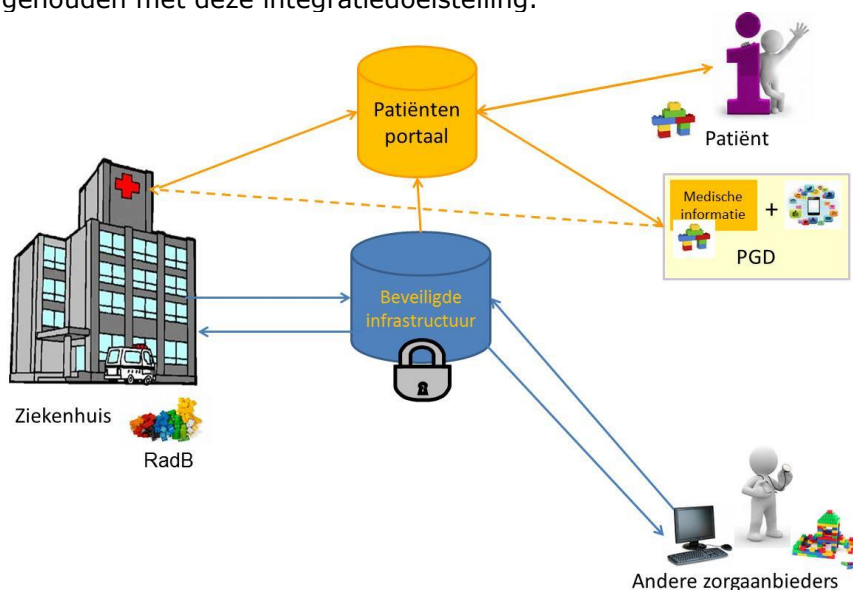 gehouden met deze integratiedoelstelling.
Patiënten
portaal
Patiënt
Medische
informatie
+
PGD
Beveiligde
infrastructuur
Ziekenhuis
RadB
Andere zorgaanbieders